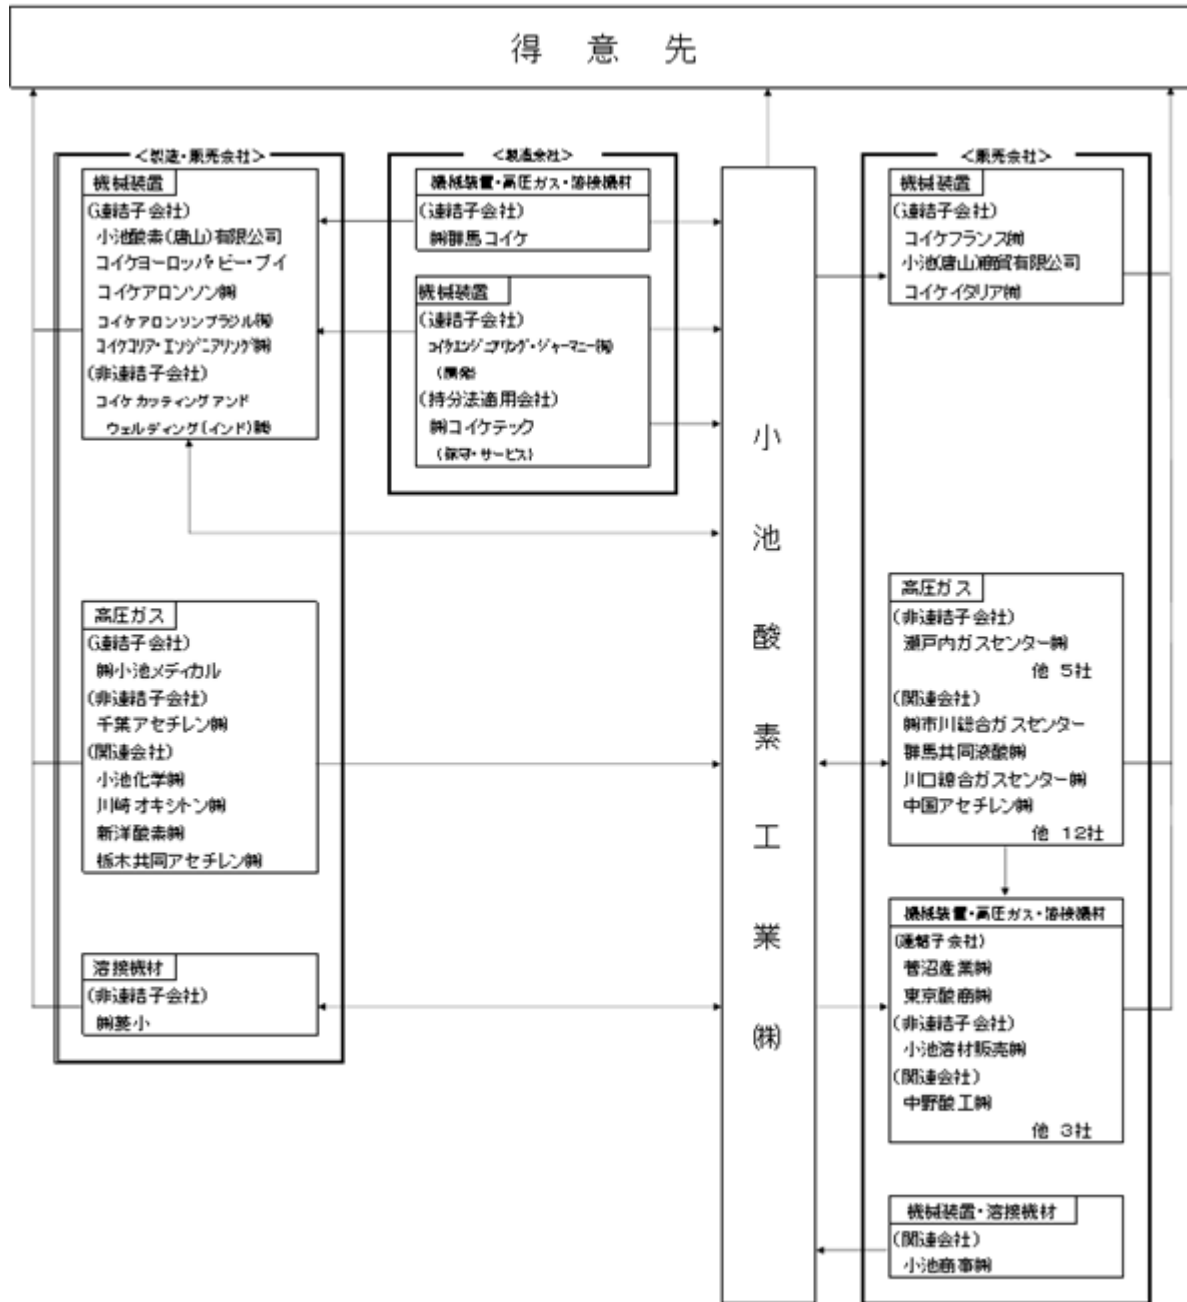 得意先
＜製造・販売会社＞
機械装置
(連結子会社)
小池酸素(唐山)有限公司
コイケヨーロッパ・ビー・ブイ
コイケアロンソン㈱
コイケアロンソンブラジル㈱
コイケコリア・エンジニアリング㈱
(非連結子会社)
コイケカッティングアンド
ウェルディング(インド)㈱
高圧ガス
(連結子会社)
㈱小池メディカル
(非連結子会社)
千葉アセチレン㈱
(関連会社)
小池化学㈱
川崎オキシトン㈱
新洋酸素㈱
栃木共同アセチレン㈱
溶接機材
(非連結子会社)
㈱菱小
＜製造会社＞
機械装置・高圧ガス・溶接機材
(連結子会社)
㈱群馬コイケ
機械装置
(連結子会社)
コイケエンジニアリング・ジャーマニー㈱
(開発)
(持分法適用会社)
㈱コイケテック
(保守・サービス)
小池酸素工業㈱
＜販売会社＞
機械装置
(連結子会社)
コイケフランス㈱
小池(唐山)商貿有限公司
コイケイタリア㈱
高圧ガス
(非連結子会社)
瀬戸内ガスセンター㈱
他 5社
(関連会社)
㈱市川総合ガスセンター
群馬共同液酸㈱
川口総合ガスセンター㈱
中国アセチレン㈱
他 12社
機械装置・高圧ガス・溶接機材
(連結子会社)
菅沼産業㈱
東京酸商㈱
(非連結子会社)
小池溶材販売㈱
(関連会社)
中野酸工㈱
他 3社
機械装置・溶接機材
(関連会社)
小池商事㈱